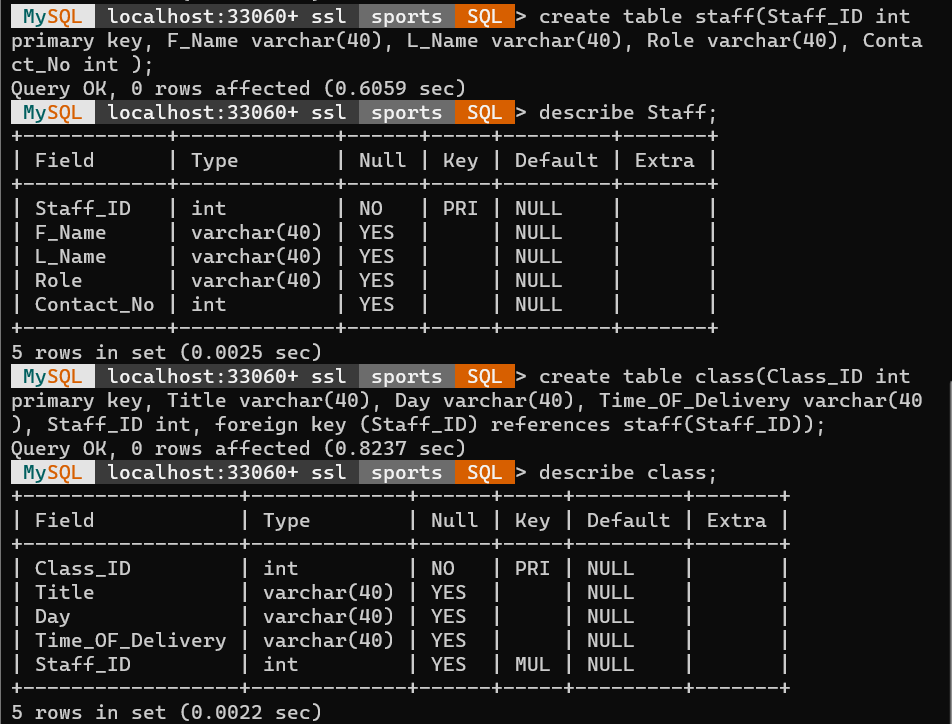 MySQL localhost:33060+ ssl sports SQL > create table staff(Staff_ID int
primary key, F_Name varchar(40), L_Name varchar(40), Role varchar(40), Conta
ct_No int );
Query OK, 0 rows affected (0.6059 sec)
MySQL localhost:33060+ ssl sports SQL > describe Staff;
+------------+-------------+------+-----+---------+-------+
| Field      | Type        | Null | Key | Default | Extra |
+------------+-------------+------+-----+---------+-------+
| Staff_ID   | int         | NO   | PRI | NULL    |       |
| F_Name     | varchar(40) | YES  |     | NULL    |       |
| L_Name     | varchar(40) | YES  |     | NULL    |       |
| Role       | varchar(40) | YES  |     | NULL    |       |
| Contact_No | int         | YES  |     | NULL    |       |
+------------+-------------+------+-----+---------+-------+
5 rows in set (0.0025 sec)
MySQL localhost:33060+ ssl sports SQL > create table class(Class_ID int
primary key, Title varchar(40), Day varchar(40), Time_OF_Delivery varchar(40
), Staff_ID int, foreign key (Staff_ID) references staff(Staff_ID));
Query OK, 0 rows affected (0.8237 sec)
MySQL localhost:33060+ ssl sports SQL > describe class;
+------------------+-------------+------+-----+---------+-------+
| Field            | Type        | Null | Key | Default | Extra |
+------------------+-------------+------+-----+---------+-------+
| Class_ID         | int         | NO   | PRI | NULL    |       |
| Title            | varchar(40) | YES  |     | NULL    |       |
| Day              | varchar(40) | YES  |     | NULL    |       |
| Time_OF_Delivery | varchar(40) | YES  |     | NULL    |       |
| Staff_ID         | int         | YES  | MUL | NULL    |       |
+------------------+-------------+------+-----+---------+-------+
5 rows in set (0.0022 sec)